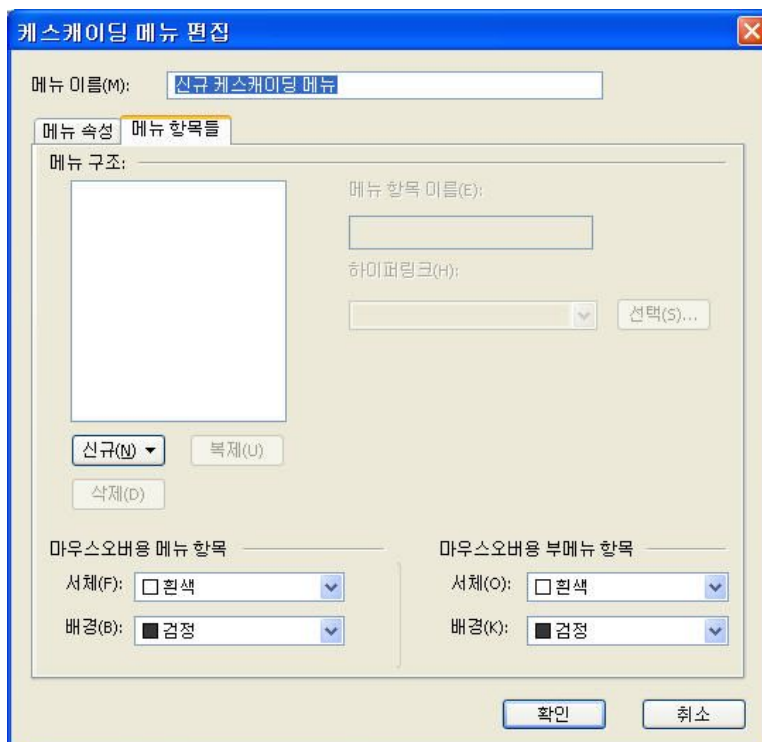 케스캐이딩 메뉴 편집
메뉴 이름(M): 신규 케스캐이딩 메뉴
메뉴 속성 메뉴 항목들
메뉴 구조:
메뉴 항목 이름(E):
하이퍼링크(H):
선택(S)...
신규(N) 복제(U)
삭제(D)
마우스오버용 메뉴 항목 마우스오버용 부메뉴 항목
서체(F): 흰색 서체(O): 흰색
배경(B): 검정 배경(K): 검정
확인 취소